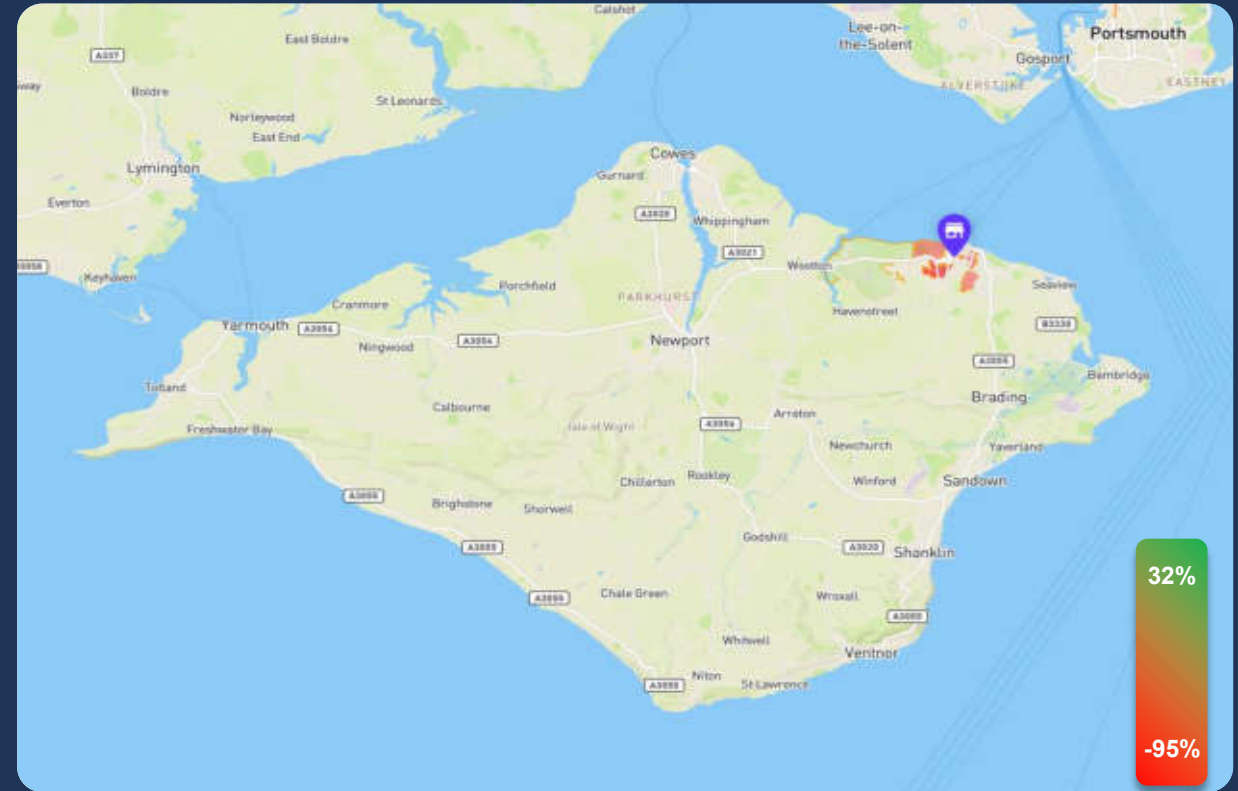 Calshot
East Boldre
Lee-on-
the-Solent
Portsmouth
A337
Gosport
way
Boldre
ALVERSTOKE
EASTNEY
St Leonards
Norleywood
East End
Lymington
Cowes
Gurnard
Everton
A3020
Whippingham
A3021
Wootton
Keyhaven
Porchfield
Seaview
PARKHURST
Cranmore
Havenstreet
Yarmouth
A3054
B3330
Ningwood
A3054
Newport
A3055
Totland
Bembridge
Brading
Calbourne
Arreton
Freshwater Bay
Isle of Wight
A3056
Newchurch
Yaverland
Chillerton
Rookley
Winford
Sandown
A3055
Brighstone
Shorwell
Godshill
A3055
A3020
Shanklin
32%
A3055
Chale Green
Wroxall
A3055
Whitwell
Ventnor
Niton
St Lawrence
A3055
-95%